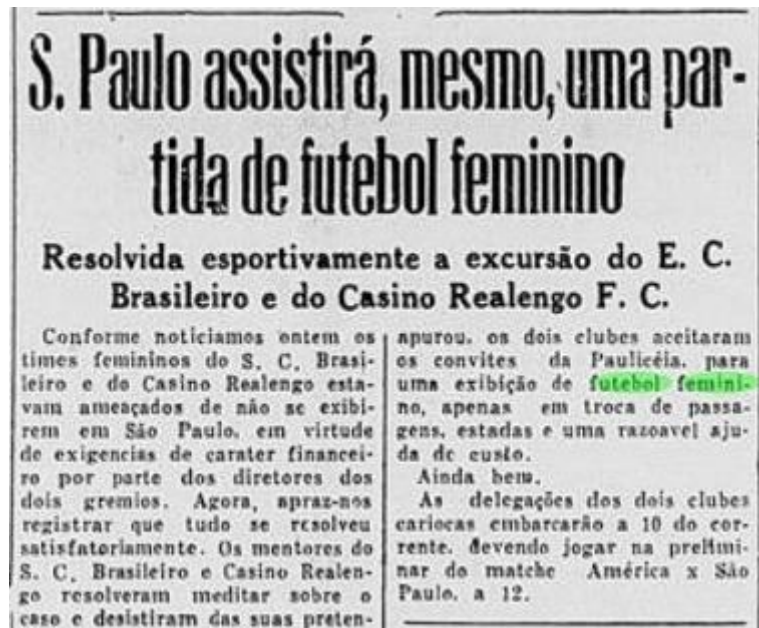 S. Paulo assistirá, mesmo, uma par-
tida de futebol feminino
Resolvida esportivamente a excursão do E. C.
Brasileiro e do Casino Realengo F. C.
Conforme noticiamos ontem os
times femininos do S. C. Brasi-
leiro e do Casino Realengo esta-
vam ameaçados de não se exibi-
rem em São Paulo, em virtude
de exigencias de carater financei-
ro por parte dos diretores dos
dois gremios. Agora, apraz-nos
registrar que tudo se resolveu
satisfatoriamente. Os mentores do
S. C. Brasileiro e Casino Realen-
go resolveram meditar sobre o
caso e desistiram das suas preten-
apurou, os dois clubes aceitaram
os convites da Paulicéia, para
uma exibição de futebol femini-
no, apenas em troca de passa-
gens, estadas e uma razoavel aju-
da de custo.
Ainda bem.
As delegações dos dois clubes
cariocas embarcarão a 10 do cor-
rente, devendo jogar na prelimi-
nar do matche América x São
Paulo, a 12.